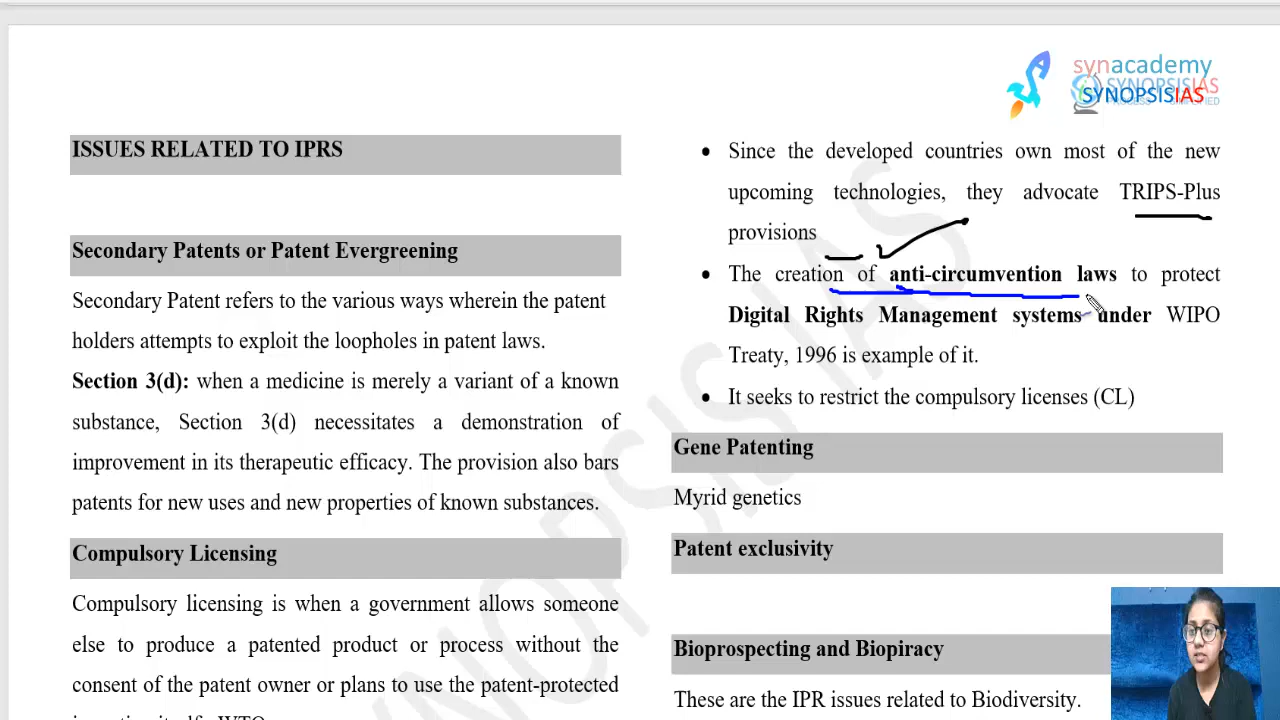 synacademy
SYNOPSISIAS
SYNOPSISIAS
ISSUES RELATED TO IPRS
Secondary Patents or Patent Evergreening
Secondary Patent refers to the various ways wherein the patent
holders attempts to exploit the loopholes in patent laws.
Section 3(d): when a medicine is merely a variant of a known
substance, Section 3(d) necessitates a demonstration of
improvement in its therapeutic efficacy. The provision also bars
patents for new uses and new properties of known substances.
Compulsory Licensing
Compulsory licensing is when a government allows someone
else to produce a patented product or process without the
consent of the patent owner or plans to use the patent-protected
• Since the developed countries own most of the new
upcoming technologies, they advocate TRIPS-Plus
provisions
• The creation of anti-circumvention laws to protect
Digital Rights Management systems under WIPO
Treaty, 1996 is example of it.
• It seeks to restrict the compulsory licenses (CL)
Gene Patenting
Myrid genetics
Patent exclusivity
Bioprospecting and Biopiracy
These are the IPR issues related to Biodiversity.
SYNOPSIS IAS